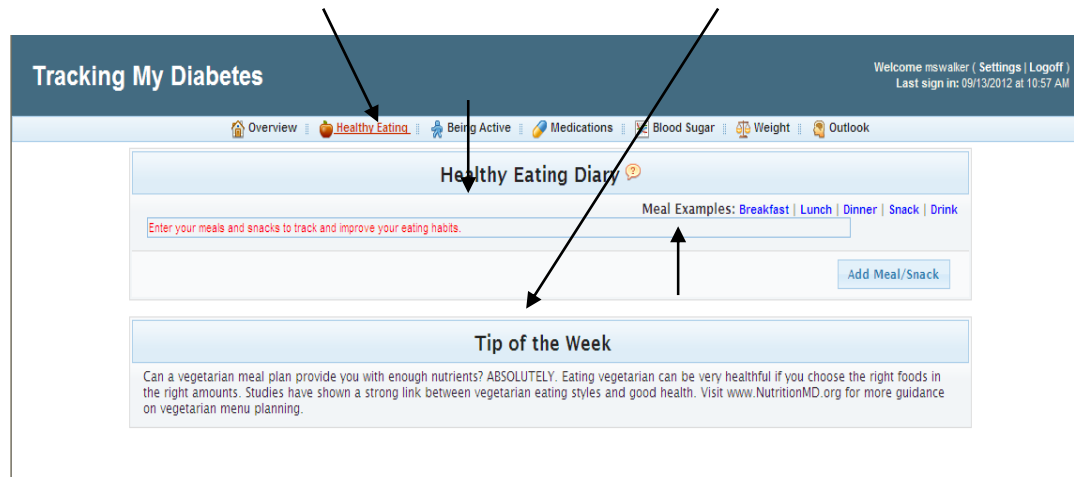 Tracking My Diabetes
Welcome mswalker ( Settings | Logoff )
Last sign in: 09/13/2012 at 10:57 AM
Overview Healthy Eating Being Active Medications Blood Sugar Weight Outlook
Healthy Eating Diary
Meal Examples: Breakfast | Lunch | Dinner | Snack | Drink
Enter your meals and snacks to track and improve your eating habits.
Add Meal/Snack
Tip of the Week
Can a vegetarian meal plan provide you with enough nutrients? ABSOLUTELY. Eating vegetarian can be very healthful if you choose the right foods in
the right amounts. Studies have shown a strong link between vegetarian eating styles and good health. Visit www.NutritionMD.org for more guidance
on vegetarian menu planning.